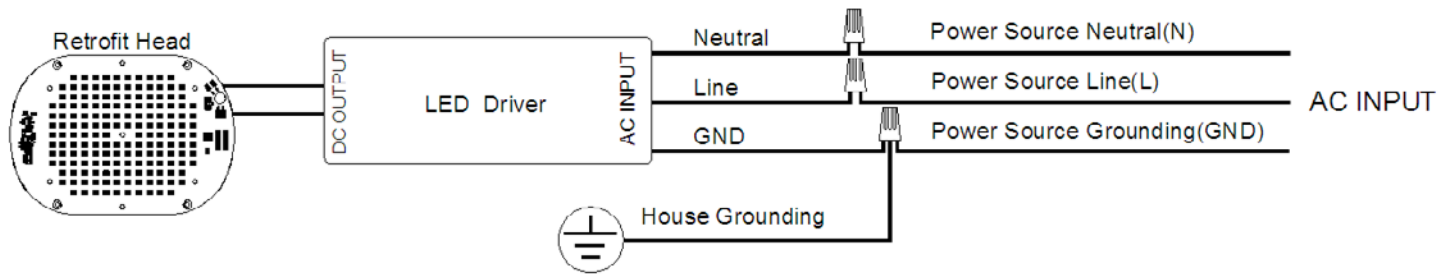 Retrofit Head
DC OUTPUT
LED Driver
AC INPUT
Neutral
Line
GND
House Grounding
Power Source Neutral(N)
Power Source Line(L)
Power Source Grounding(GND)
AC INPUT